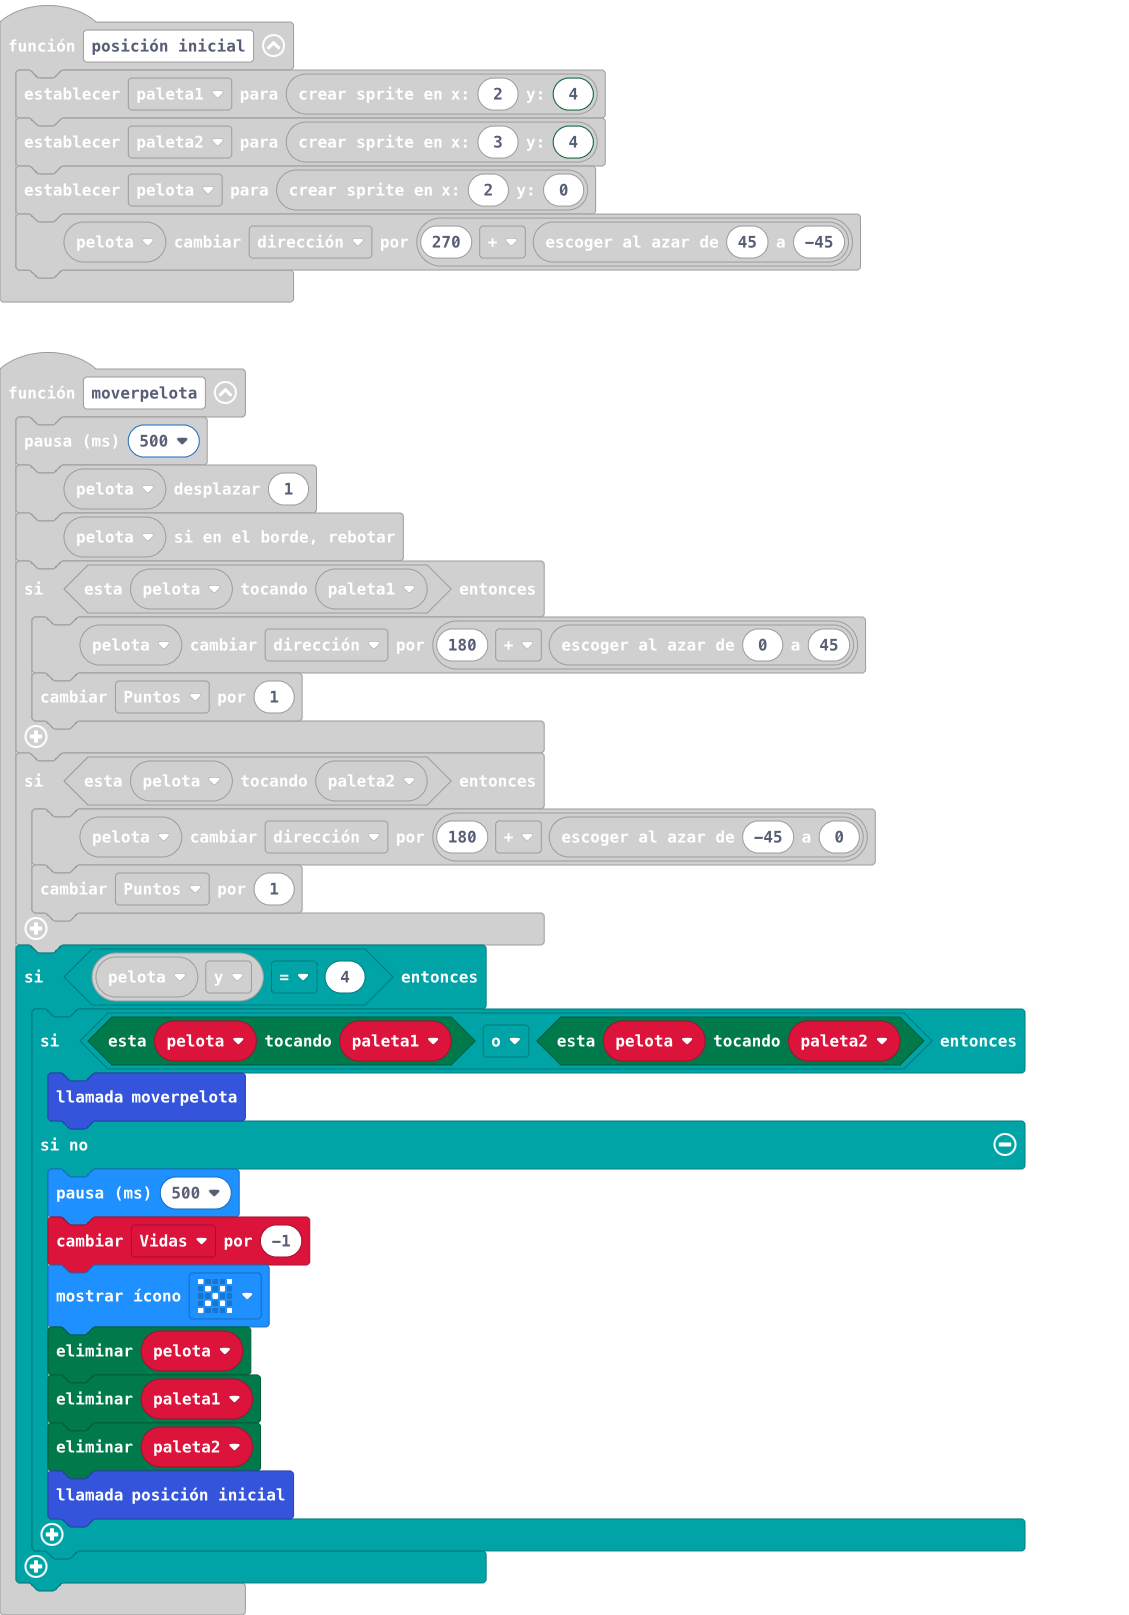 función posición inicial
establecer paleta1 para crear sprite en x: 2 y: 4
establecer paleta2 para crear sprite en x: 3 y: 4
establecer pelota para crear sprite en x: 2 y: 0
pelota cambiar dirección por 270 + escoger al azar de 45 a −45
función moverpelota
pausa (ms) 500
pelota desplazar 1
pelota si en el borde, rebotar
si esta pelota tocando paleta1 entonces
pelota cambiar dirección por 180 + escoger al azar de 0 a 45
cambiar Puntos por 1
si esta pelota tocando paleta2 entonces
pelota cambiar dirección por 180 + escoger al azar de −45 a 0
cambiar Puntos por 1
si pelota y = 4 entonces
si esta pelota tocando paleta1 o esta pelota tocando paleta2 entonces
llamada moverpelota
si no
pausa (ms) 500
cambiar Vidas por −1
mostrar ícono
eliminar pelota
eliminar paleta1
eliminar paleta2
llamada posición inicial